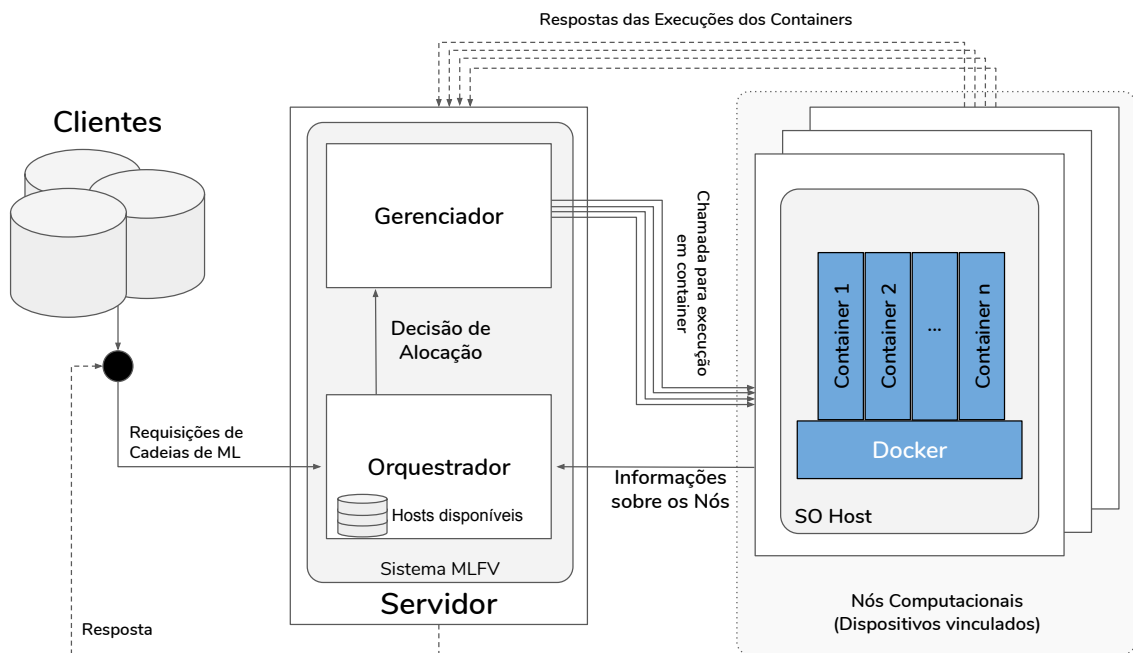 Respostas das Execuções dos Containers
Clientes
Gerenciador
Chamada para execução
em container
Container 1
Container 2
...
Container n
Decisão de
Alocação
Requisições de
Cadeias de ML
Orquestrador
Hosts disponíveis
Informações
sobre os Nós
Docker
SO Host
Sistema MLFV
Servidor
Nós Computacionais
(Dispositivos vinculados)
Resposta